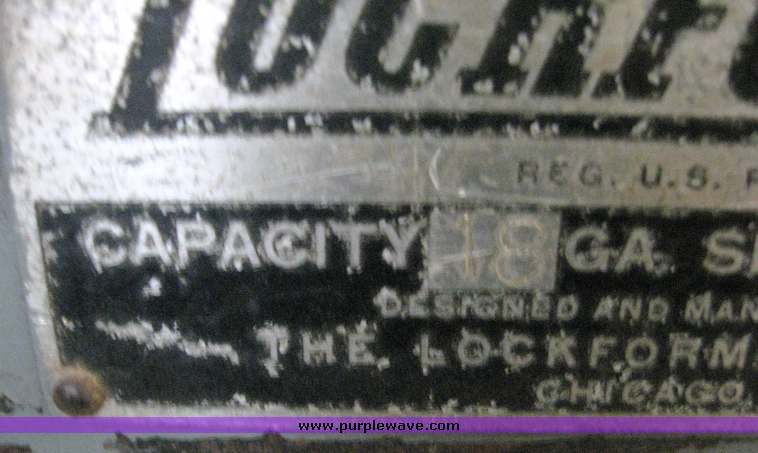 REG. U.S.
CAPACITY 18 GA.
DESIGNED AND
THE LOCKFORM
CHICAGO
www.purplewave.com